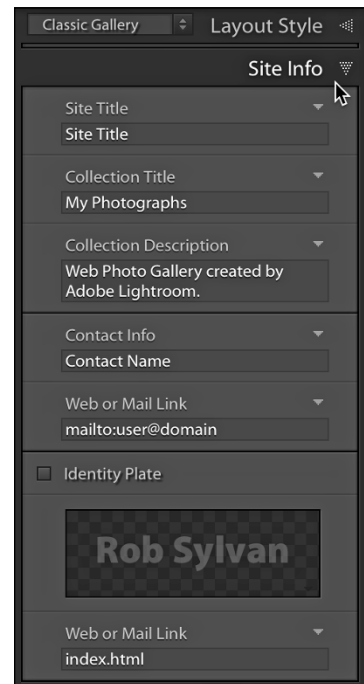 Classic Gallery Layout Style
Site Info
Site Title
Site Title
Collection Title
My Photographs
Collection Description
Web Photo Gallery created by
Adobe Lightroom.
Contact Info
Contact Name
Web or Mail Link
mailto:user@domain
Identity Plate
Rob Sylvan
Web or Mail Link
index.html